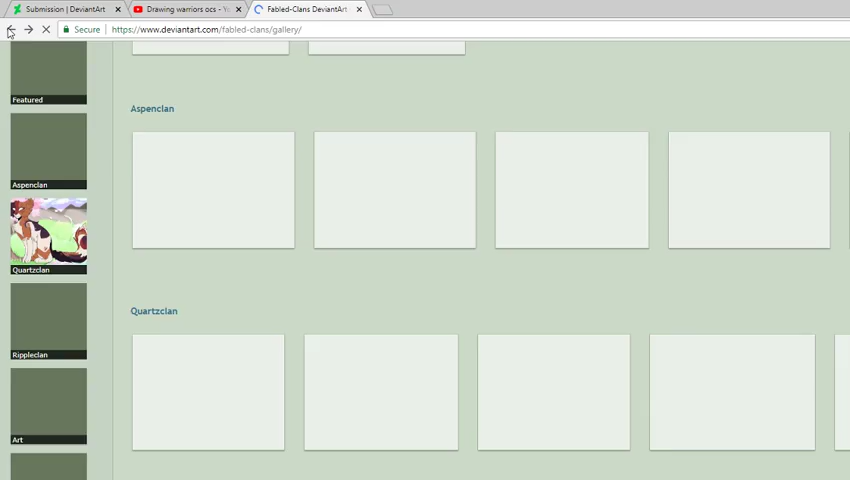 Submission | DeviantArt
Drawing warriors ocs - Yo
Fabled-Clans DeviantArt
Secure
https://www.deviantart.com/fabled-clans/gallery/
Featured
Aspenclan
Aspenclan
Quartzclan
Quartzclan
Rippleclan
Art